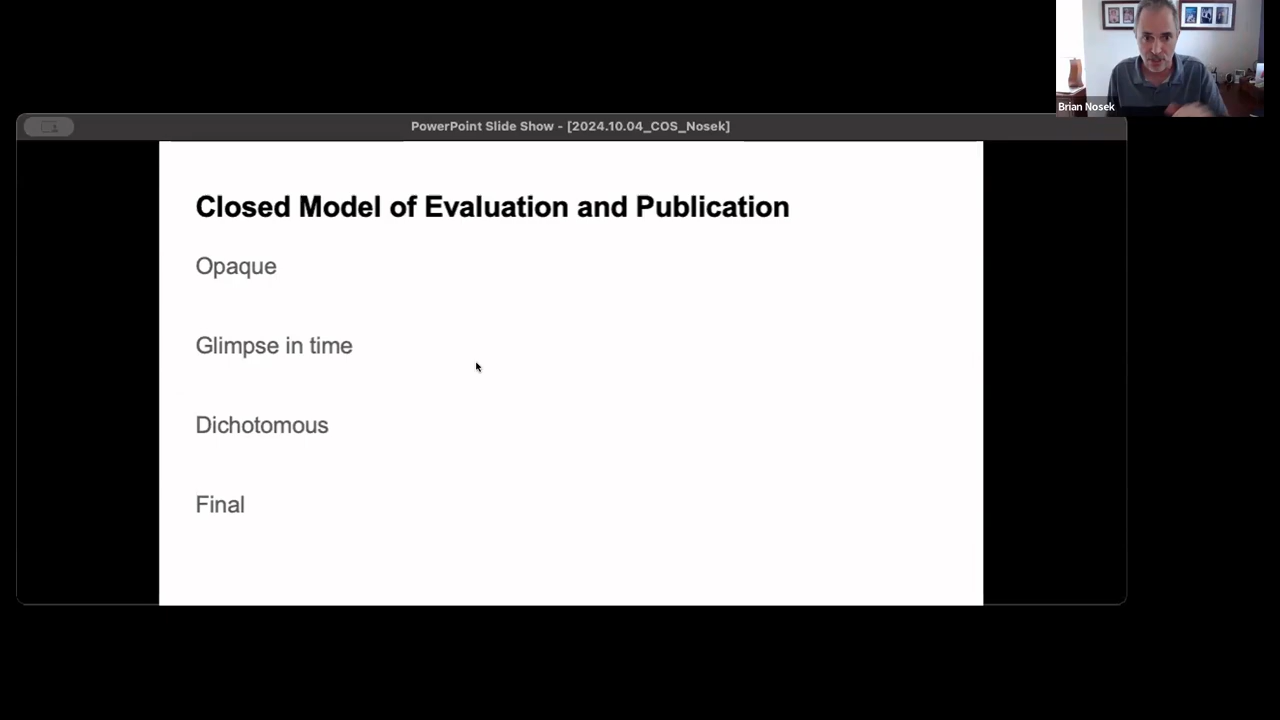 Brian Nosek
PowerPoint Slide Show - [2024.10.04_COS_Nosek]
Closed Model of Evaluation and Publication
Opaque
Glimpse in time
Dichotomous
Final